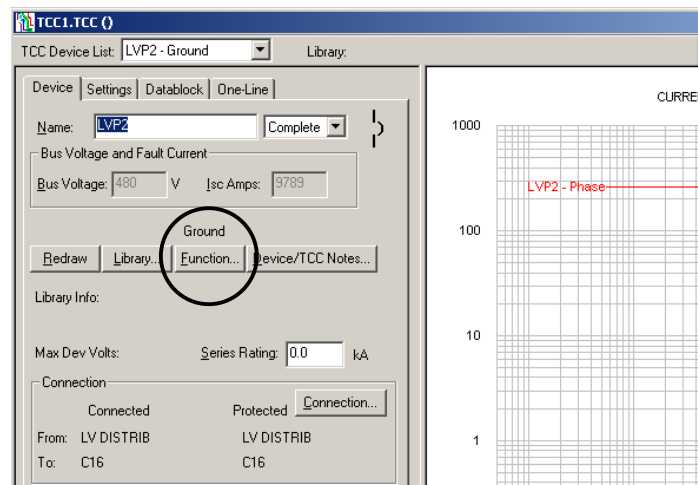 TCC1.TCC ()
TCC Device List: LVP2 - Ground Library:
Device Settings Datablock One-Line
Name: LVP2 Complete
Bus Voltage and Fault Current
Bus Voltage: 480 V Isc Amps: 9789
Ground
Redraw Library... Function... Device/TCC Notes...
Library Info:
Max Dev Volts: Series Rating: 0.0 kA
Connection
Connected Protected Connection...
From: LV DISTRIB LV DISTRIB
To: C16 C16
CURRE
1000
LVP2 - Phase
100
10
1